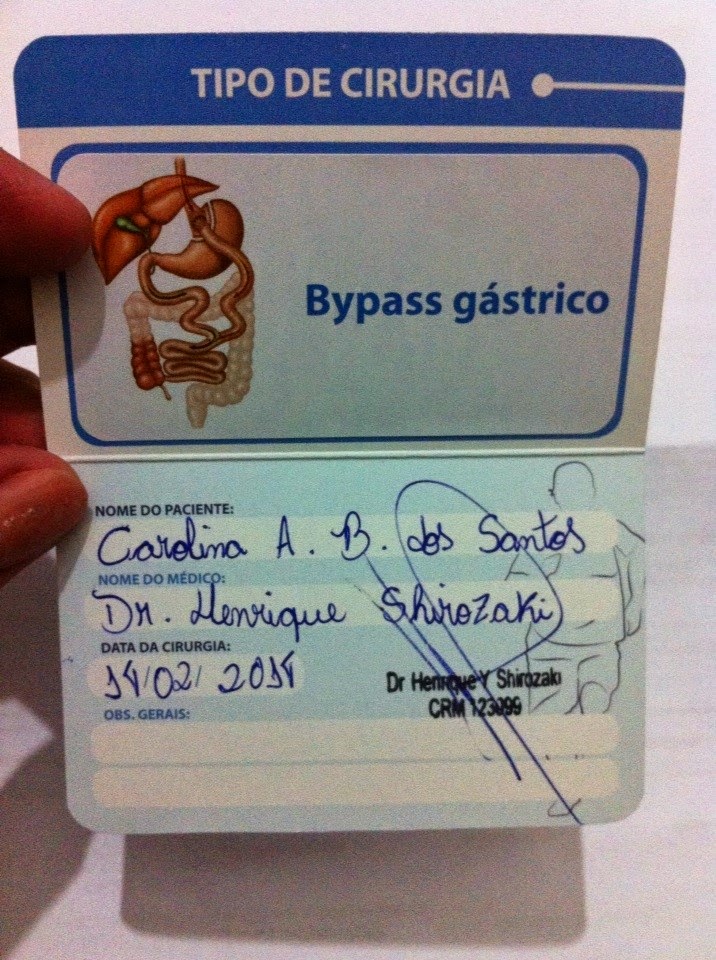 TIPO DE CIRURGIA
Bypass gástrico
NOME DO PACIENTE:
Carolina A. B. dos Santos
NOME DO MÉDICO:
Dr. Henrique Shirozaki
DATA DA CIRURGIA:
14/02/2014
Dr Henrique Y Shirozaki
CRM 123099
OBS. GERAIS: